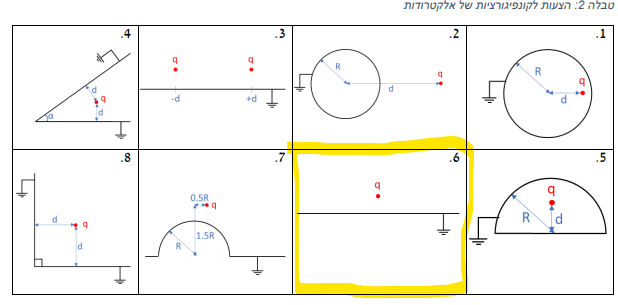 טבלה 2: הצעות לקונפיגורציות של אלקטרודות
.1
R
d
q
.2
R
d
q
.3
q q
-d +d
.4
d
q
d
α
.5
q
R
d
.6
q
.7
0.5R
q
R
1.5R
.8
d
q
d